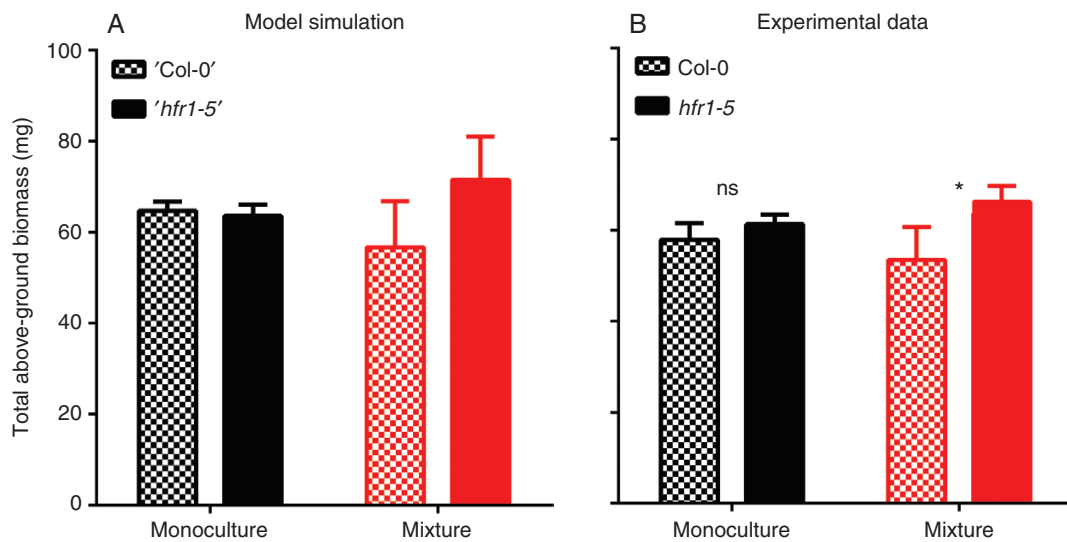 A Model simulation
'Col-0'
'hfr1-5'
Total above-ground biomass (mg)
100
80
60
40
20
0
Monoculture Mixture
B Experimental data
Col-0
hfr1-5
ns
*
Monoculture Mixture